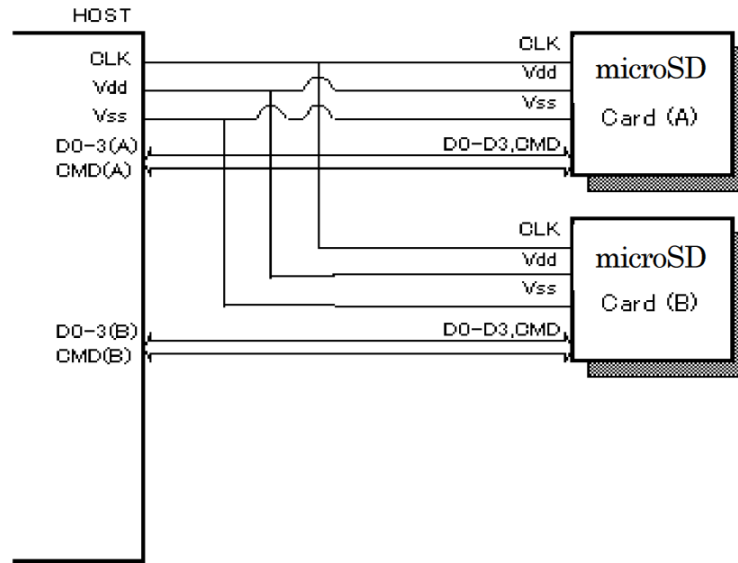 HOST
CLK
Vdd
Vss
D0-3(A)
CMD(A)
CLK
Vdd
Vss
D0-D3,CMD
microSD
Card (A)
CLK
Vdd
Vss
D0-D3,CMD
microSD
Card (B)
D0-3(B)
CMD(B)